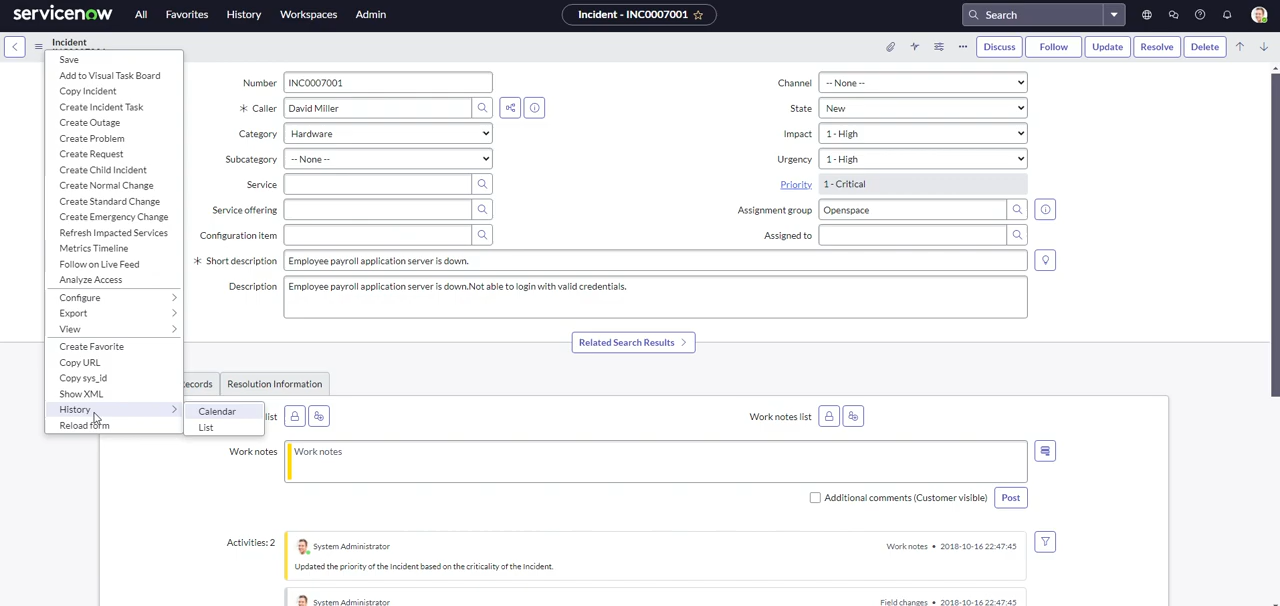 servicenow All Favorites History Workspaces Admin Incident - INC0007001 Search
Incident
Discuss Follow Update Resolve Delete
Save
Add to Visual Task Board
Copy Incident
Create Incident Task
Create Outage
Create Problem
Create Request
Create Child Incident
Create Normal Change
Create Standard Change
Create Emergency Change
Refresh Impacted Services
Metrics Timeline
Follow on Live Feed
Analyze Access
Configure
Export
View
Create Favorite
Copy URL
Copy sys_id
Show XML
History
Reload form
Calendar
List
Number INC0007001
Caller David Miller
Category Hardware
Subcategory -- None --
Service
Service offering
Configuration item
Channel -- None --
State New
Impact 1 - High
Urgency 1 - High
Priority 1 - Critical
Assignment group Openspace
Assigned to
Short description Employee payroll application server is down.
Description Employee payroll application server is down.Not able to login with valid credentials.
Related Search Results
Resolution Information
Work notes list
Work notes Work notes
Additional comments (Customer visible) Post
Activities: 2
System Administrator Work notes • 2018-10-16 22:47:45
Updated the priority of the Incident based on the criticality of the Incident.
System Administrator Field changes • 2018-10-16 22:47:45